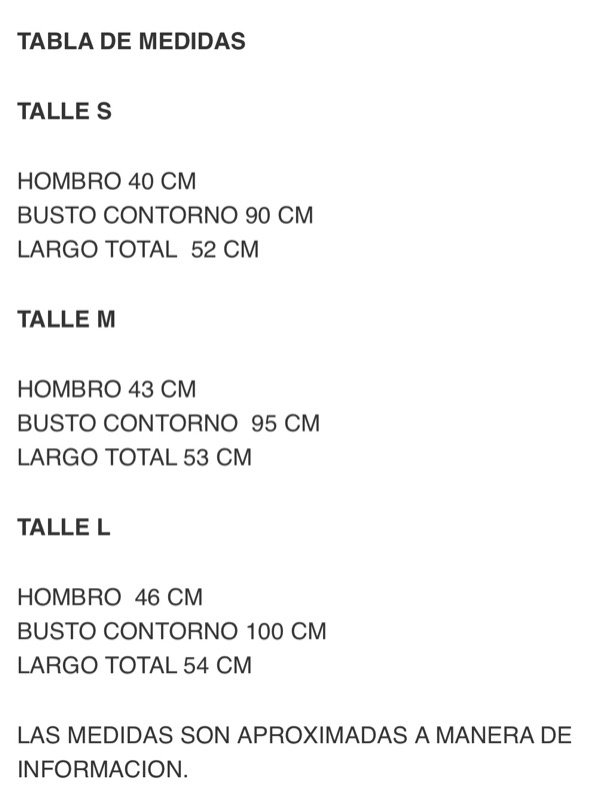 TABLA DE MEDIDAS
TALLE S
HOMBRO 40 CM
BUSTO CONTORNO 90 CM
LARGO TOTAL  52 CM
TALLE M
HOMBRO 43 CM
BUSTO CONTORNO  95 CM
LARGO TOTAL 53 CM
TALLE L
HOMBRO  46 CM
BUSTO CONTORNO 100 CM
LARGO TOTAL 54 CM
LAS MEDIDAS SON APROXIMADAS A MANERA DE
INFORMACION.